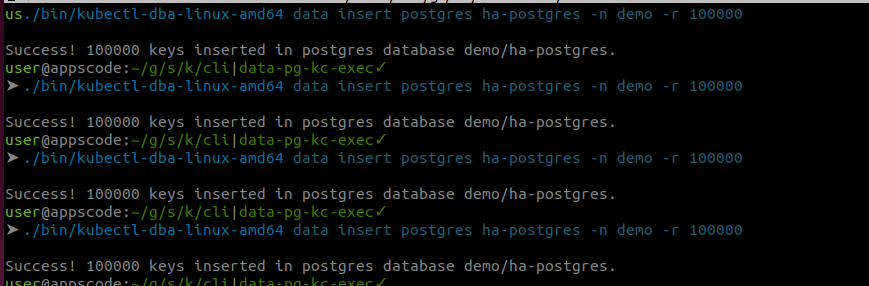 us./bin/kubectl-dba-linux-amd64 data insert postgres ha-postgres -n demo -r 100000
Success! 100000 keys inserted in postgres database demo/ha-postgres.
user@appscode:~/g/s/k/cli|data-pg-kc-exec✓
➤ ./bin/kubectl-dba-linux-amd64 data insert postgres ha-postgres -n demo -r 100000
Success! 100000 keys inserted in postgres database demo/ha-postgres.
user@appscode:~/g/s/k/cli|data-pg-kc-exec✓
➤ ./bin/kubectl-dba-linux-amd64 data insert postgres ha-postgres -n demo -r 100000
Success! 100000 keys inserted in postgres database demo/ha-postgres.
user@appscode:~/g/s/k/cli|data-pg-kc-exec✓
➤ ./bin/kubectl-dba-linux-amd64 data insert postgres ha-postgres -n demo -r 100000
Success! 100000 keys inserted in postgres database demo/ha-postgres.
user@appscode:~/g/s/k/cli|data-pg-kc-exec✓